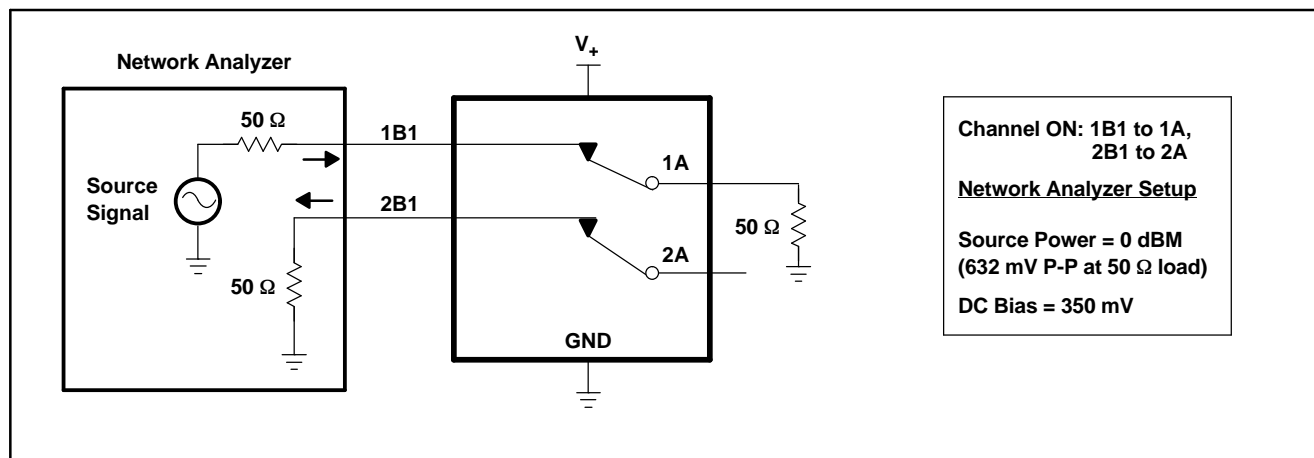 V+
Network Analyzer
50 Ω
1B1
1A
Source
Signal
2B1
50 Ω
50 Ω
2A
GND
Channel ON: 1B1 to 1A,
2B1 to 2A
Network Analyzer Setup
Source Power = 0 dBM
(632 mV P-P at 50 Ω load)
DC Bias = 350 mV